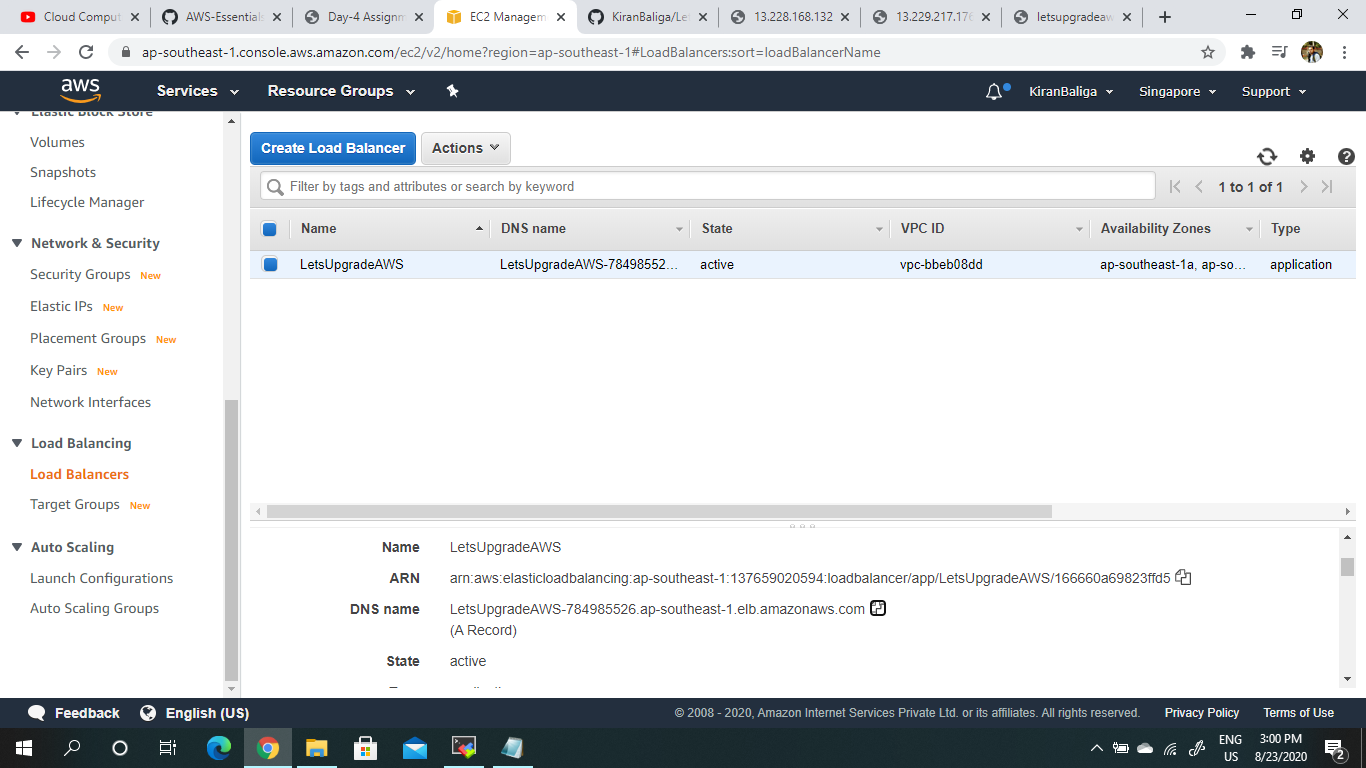 Cloud Comput
AWS-Essentials
Day-4 Assignm
EC2 Managem
KiranBaliga/Let
13.228.168.132
13.229.217.176
letsupgradeaw
ap-southeast-1.console.aws.amazon.com/ec2/v2/home?region=ap-southeast-1#LoadBalancers:sort=loadBalancerName
aws Services Resource Groups KiranBaliga Singapore Support
Elastic Block Store
Volumes
Snapshots
Lifecycle Manager
Network & Security
Security Groups New
Elastic IPs New
Placement Groups New
Key Pairs New
Network Interfaces
Load Balancing
Load Balancers
Target Groups New
Auto Scaling
Launch Configurations
Auto Scaling Groups
Create Load Balancer Actions
Filter by tags and attributes or search by keyword 1 to 1 of 1
Name DNS name State VPC ID Availability Zones Type
LetsUpgradeAWS LetsUpgradeAWS-78498552... active vpc-bbeb08dd ap-southeast-1a, ap-so... application
Name LetsUpgradeAWS
ARN arn:aws:elasticloadbalancing:ap-southeast-1:137659020594:loadbalancer/app/LetsUpgradeAWS/166660a69823ffd5
DNS name LetsUpgradeAWS-784985526.ap-southeast-1.elb.amazonaws.com
(A Record)
State active
Feedback English (US) © 2008 - 2020, Amazon Internet Services Private Ltd. or its affiliates. All rights reserved. Privacy Policy Terms of Use
ENG
US
3:00 PM
8/23/2020
2